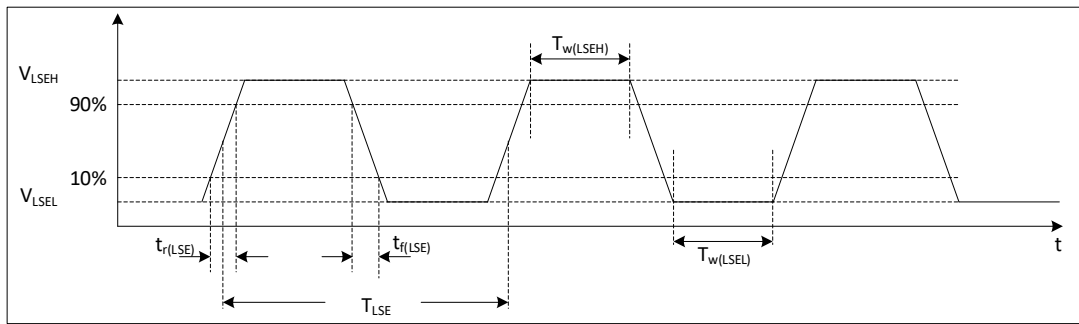 T_w(LSEH)
V_LSEH
90%
10%
V_LSEL
t_r(LSE)
t_f(LSE)
T_w(LSEL)
t
T_LSE